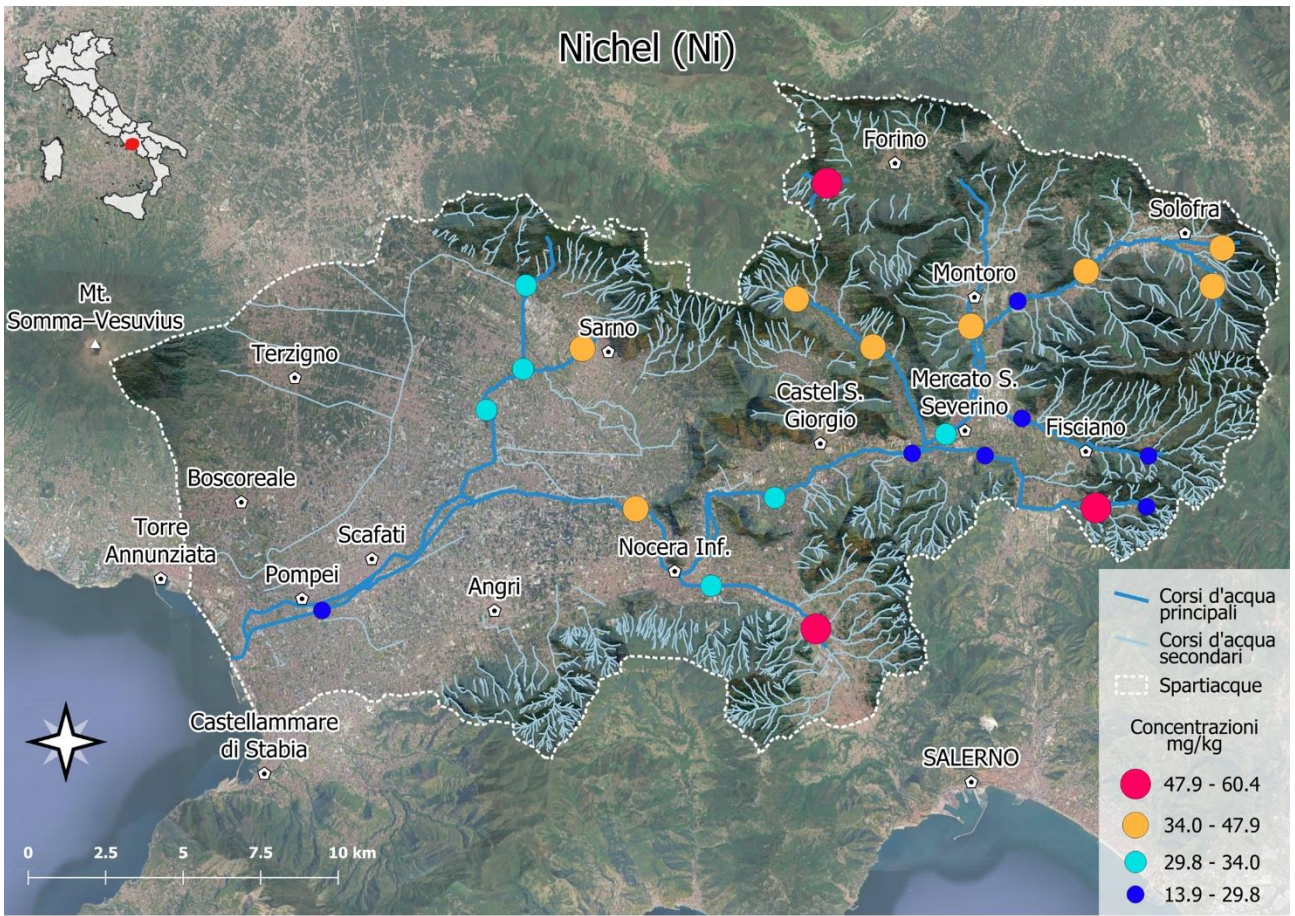 Nichel (Ni)
Forino
Solofra
Montoro
Mt.
Somma–Vesuvius
Sarno
Terzigno
Castel S.
Giorgio
Mercato S.
Severino
Fisciano
Boscoreale
Torre
Annunziata
Scafati
Nocera Inf.
Pompei
Angri
Castellammare
di Stabia
SALERNO
Corsi d'acqua
principali
Corsi d'acqua
secondari
Spartiacque
Concentrazioni
mg/kg
47.9 - 60.4
34.0 - 47.9
29.8 - 34.0
13.9 - 29.8
0 2.5 5 7.5 10 km